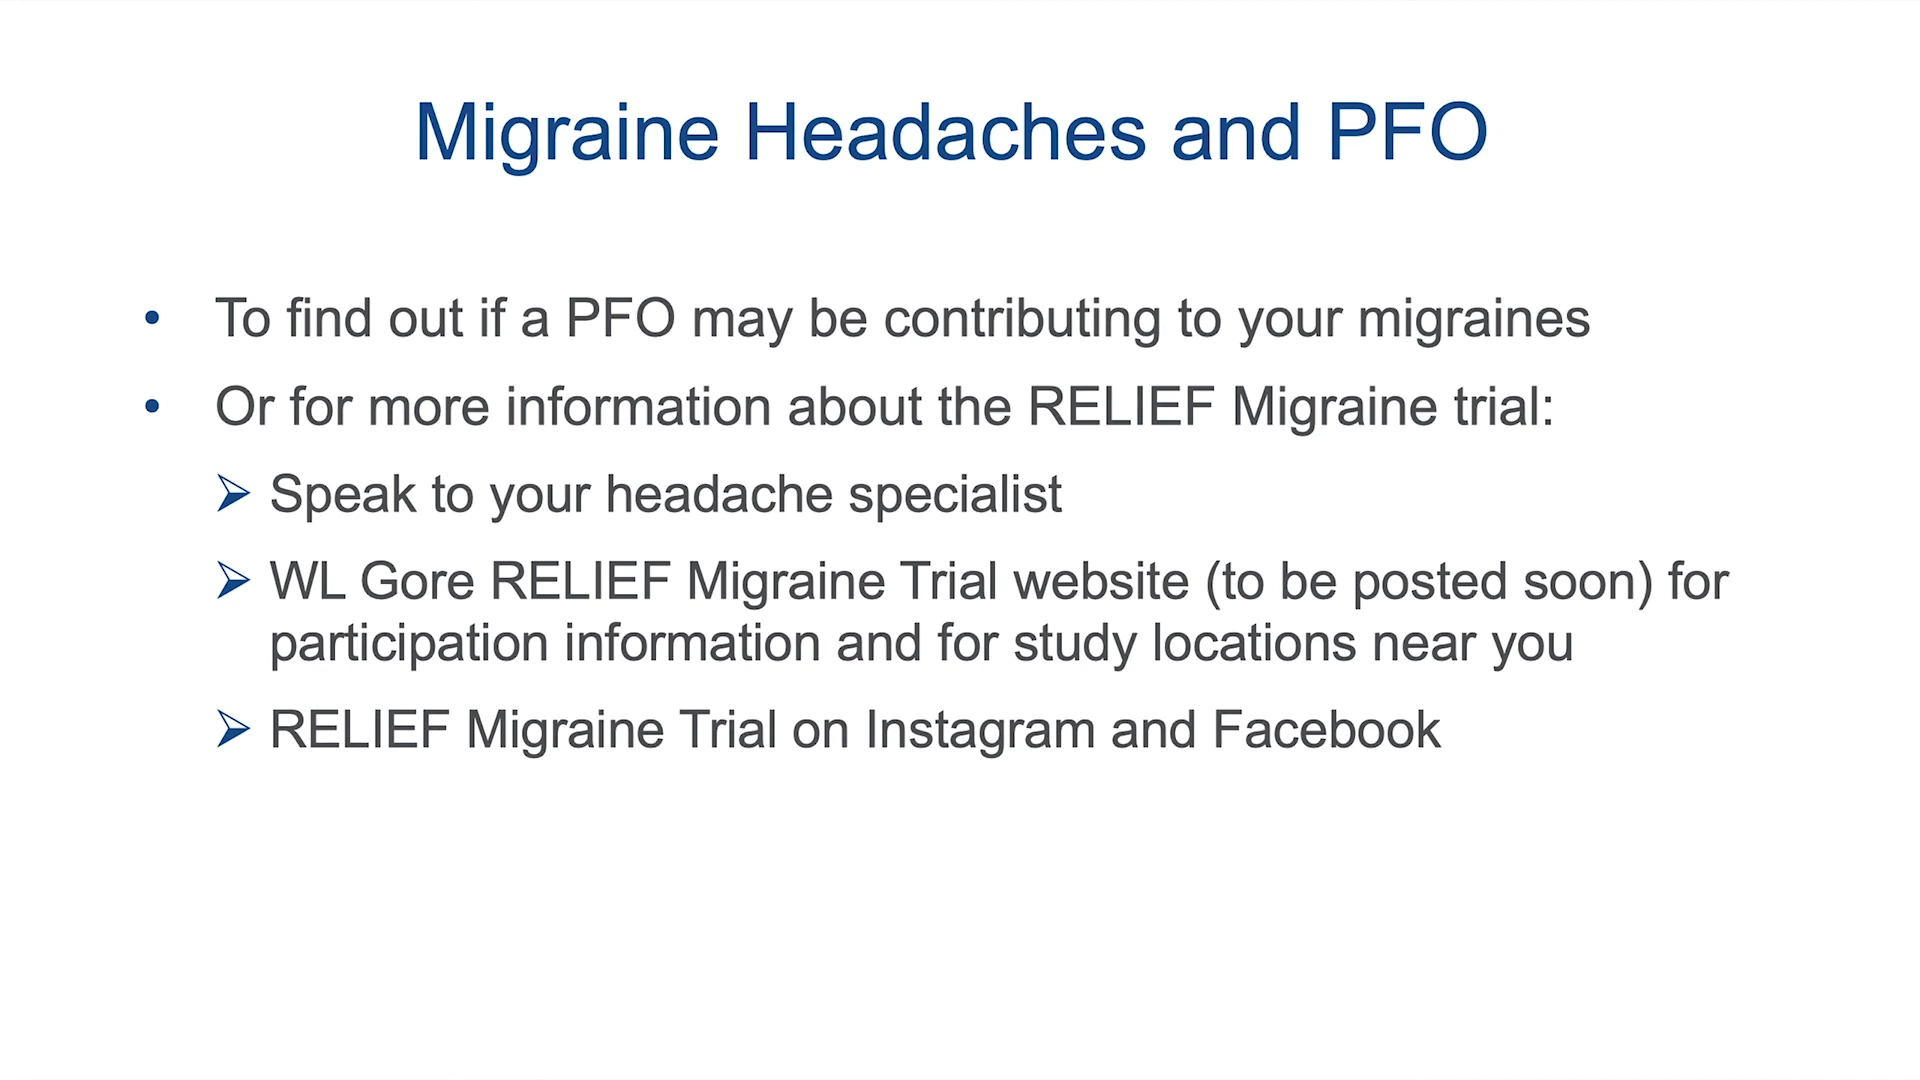 Migraine Headaches and PFO
• To find out if a PFO may be contributing to your migraines
• Or for more information about the RELIEF Migraine trial:
➢ Speak to your headache specialist
➢ WL Gore RELIEF Migraine Trial website (to be posted soon) for
participation information and for study locations near you
➢ RELIEF Migraine Trial on Instagram and Facebook